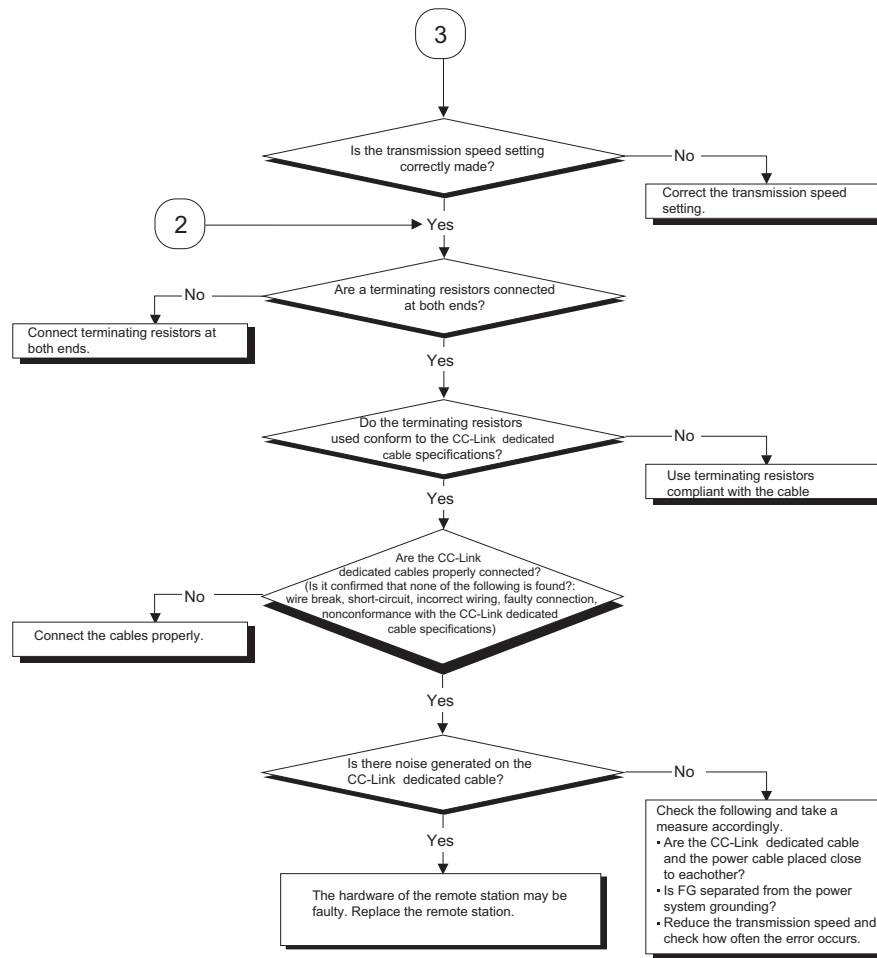 3
Is the transmission speed setting
correctly made?
No
Correct the transmission speed
setting.
2
Yes
Are a terminating resistors connected
at both ends?
No
Connect terminating resistors at
both ends.
Yes
Do the terminating resistors
used conform to the CC-Link dedicated
cable specifications?
No
Use terminating resistors
compliant with the cable
Yes
Are the CC-Link
dedicated cables properly connected?
(Is it confirmed that none of the following is found?:
wire break, short-circuit, incorrect wiring, faulty connection,
nonconformance with the CC-Link dedicated
cable specifications)
No
Connect the cables properly.
Yes
Is there noise generated on the
CC-Link dedicated cable?
No
Check the following and take a
measure accordingly.
▪ Are the CC-Link dedicated cable
and the power cable placed close
to eachother?
▪ Is FG separated from the power
system grounding?
▪ Reduce the transmission speed and
check how often the error occurs.
Yes
The hardware of the remote station may be
faulty. Replace the remote station.